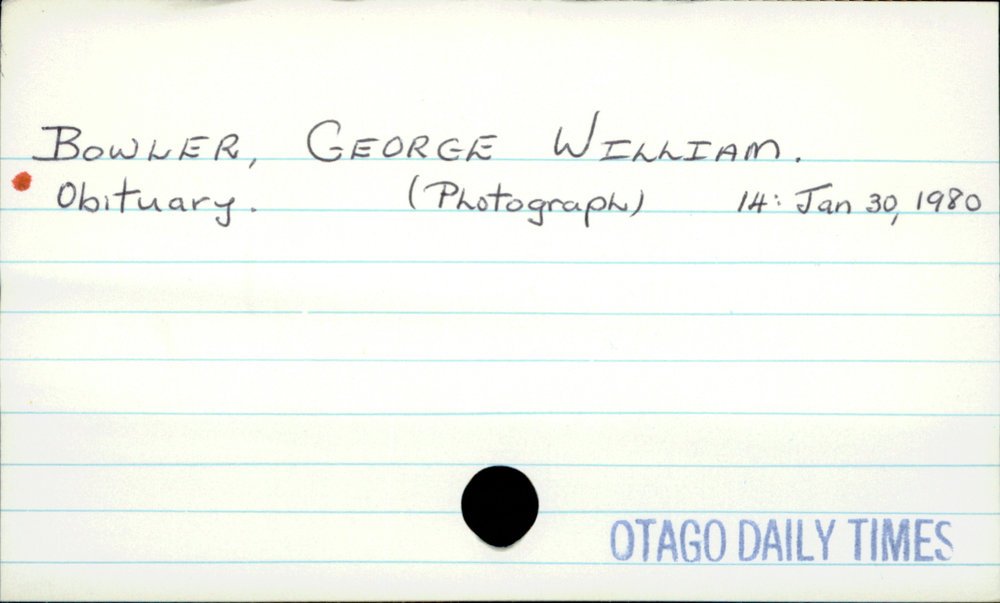 BOWLER, GEORGE WILLIAM.
Obituary. (Photograph) 14: Jan 30, 1980
OTAGO DAILY TIMES